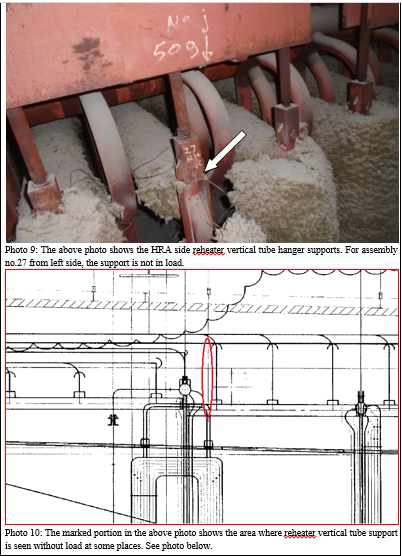 No j
509
27
Photo 9: The above photo shows the HRA side reheater vertical tube hanger supports. For assembly
no.27 from left side, the support is not in load.
Photo 10: The marked portion in the above photo shows the area where reheater vertical tube support
is seen without load at some places. See photo below.